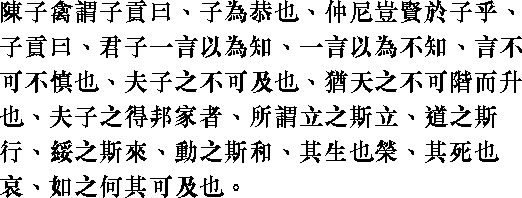 陳子禽謂子貢曰、子為恭也、仲尼豈賢於子乎、
子貢曰、君子一言以為知、一言以為不知、言不
可不慎也、夫子之不可及也、猶天之不可階而升
也、夫子之得邦家者、所謂立之斯立、道之斯
行、綏之斯來、動之斯和、其生也榮、其死也
哀、如之何其可及也。